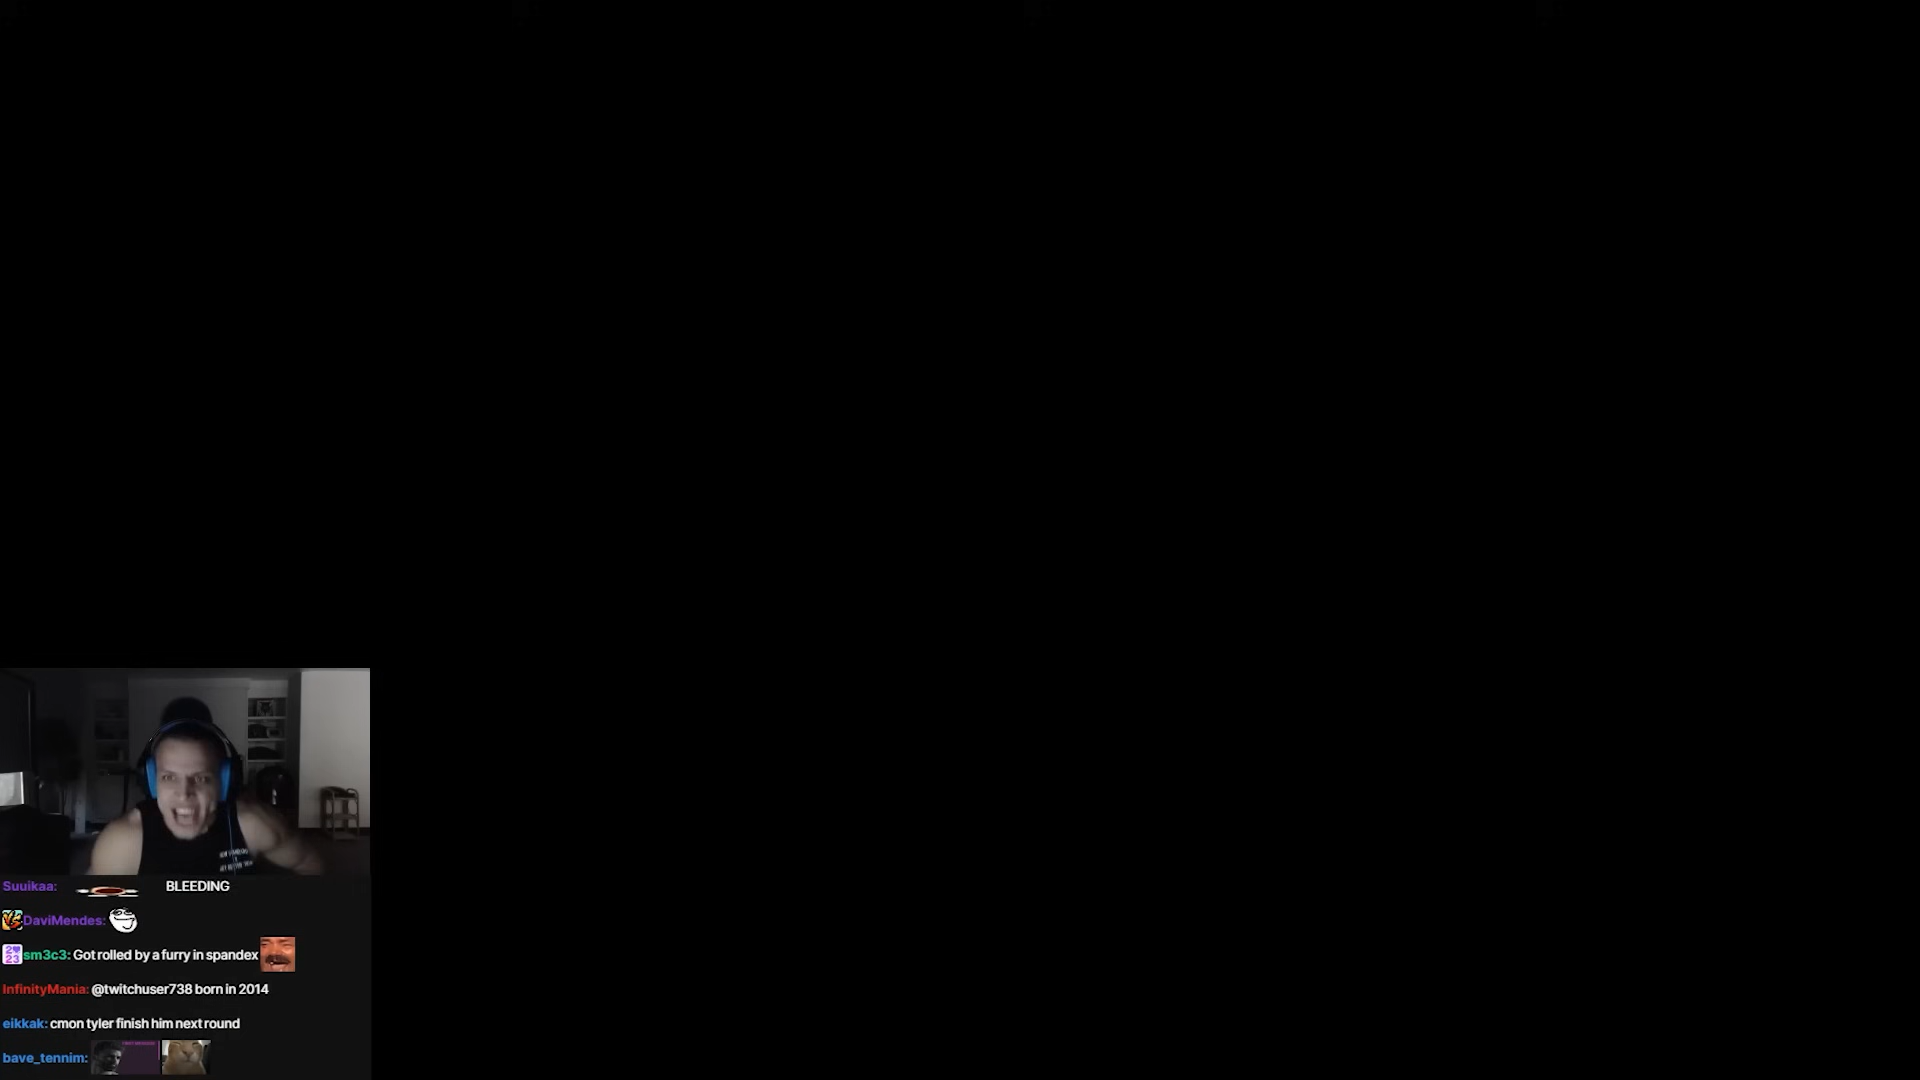 Suuikaa: BLEEDING
DaviMendes:
sm3c3: Got rolled by a furry in spandex
InfinityMania: @twitchuser738 born in 2014
eikkak: cmon tyler finish him next round
bave_tennim: